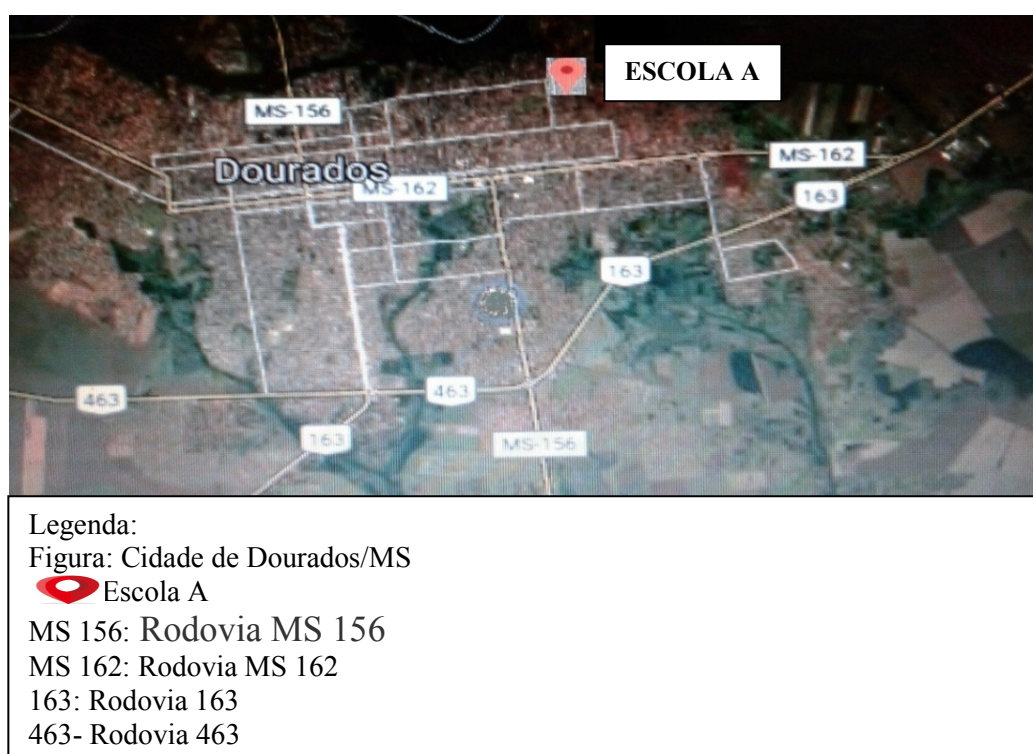 ESCOLA A
MS-156
Dourados
MS-162
MS-162
163
163
463
463
163
MS-156
Legenda:
Figura: Cidade de Dourados/MS
Escola A
MS 156: Rodovia MS 156
MS 162: Rodovia MS 162
163: Rodovia 163
463- Rodovia 463